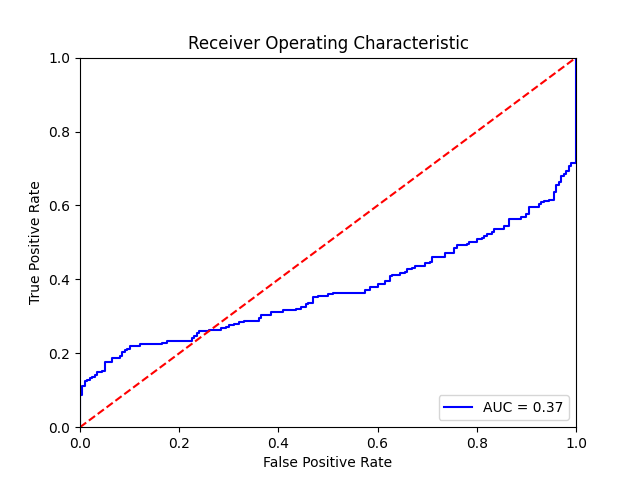 Receiver Operating Characteristic
1.0
0.8
0.6
0.4
0.2
0.0
True Positive Rate
AUC = 0.37
0.0 0.2 0.4 0.6 0.8 1.0
False Positive Rate